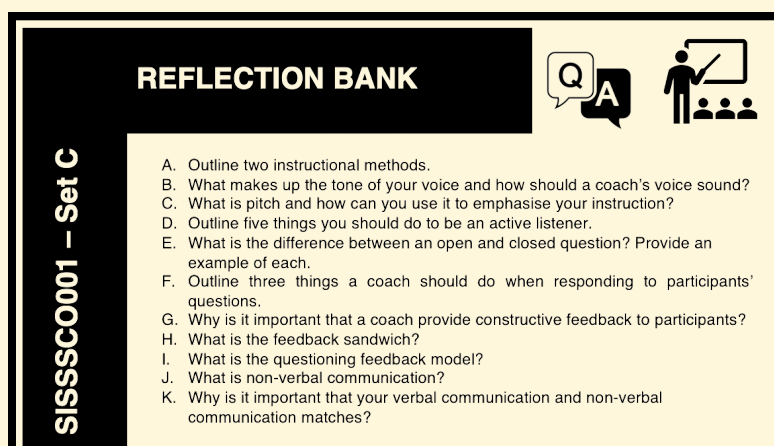 REFLECTION BANK
Q
A
SISSSCO001 – Set C
A. Outline two instructional methods.
B. What makes up the tone of your voice and how should a coach’s voice sound?
C. What is pitch and how can you use it to emphasise your instruction?
D. Outline five things you should do to be an active listener.
E. What is the difference between an open and closed question? Provide an
example of each.
F. Outline three things a coach should do when responding to participants’
questions.
G. Why is it important that a coach provide constructive feedback to participants?
H. What is the feedback sandwich?
I. What is the questioning feedback model?
J. What is non-verbal communication?
K. Why is it important that your verbal communication and non-verbal
communication matches?